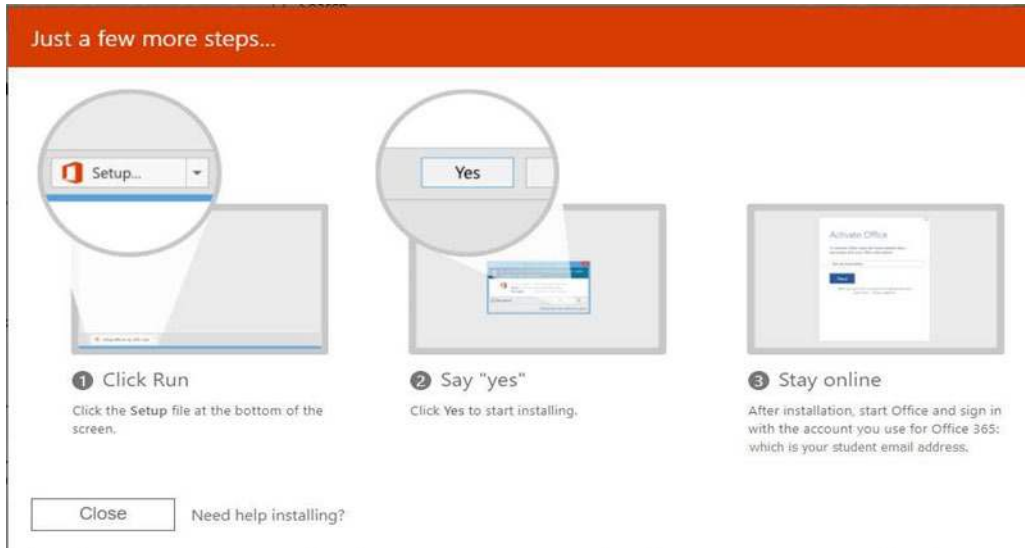 Just a few more steps...
Setup...
Yes
Activate Office
1 Click Run
Click the Setup file at the bottom of the
screen.
2 Say "yes"
Click Yes to start installing.
3 Stay online
After installation, start Office and sign in
with the account you use for Office 365:
which is your student email address.
Close
Need help installing?